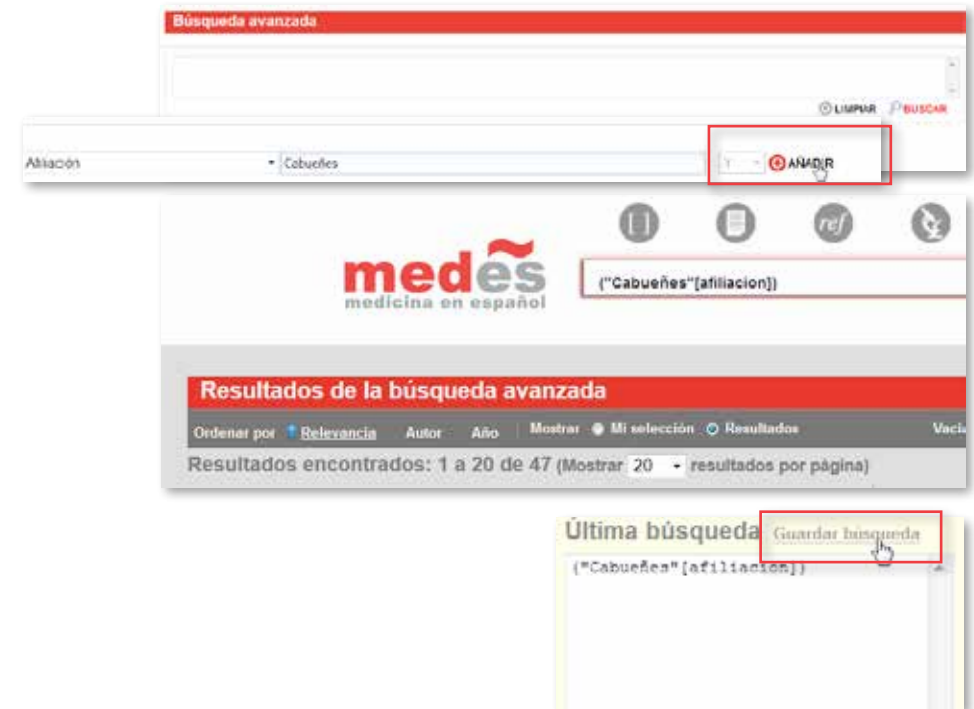 Búsqueda avanzada
LIMPIAR BUSCAR
Afiliación Cabueñes Y AÑADIR
[ ] ref
medes
medicina en español
("Cabueñes"[afiliacion])
Resultados de la búsqueda avanzada
Ordenar por Relevancia Autor Año Mostrar Mi selección Resultados Vacia
Resultados encontrados: 1 a 20 de 47 (Mostrar 20 resultados por página)
Última búsqueda Guardar búsqueda
("Cabueñes"[afiliacion])